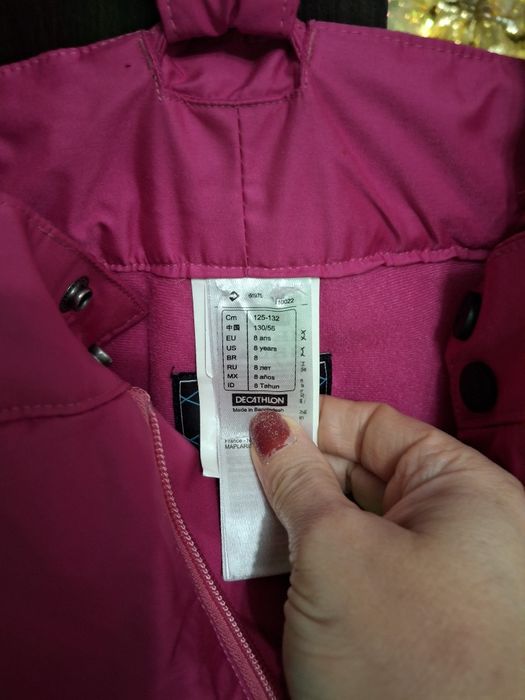 Cm 125-132
中国 130/56
EU 8 ans
US 8 years
BR 8
RU 8 лет
MX 8 años
ID 8 Tahun
DECATHLON
Made in Bangladesh
France -